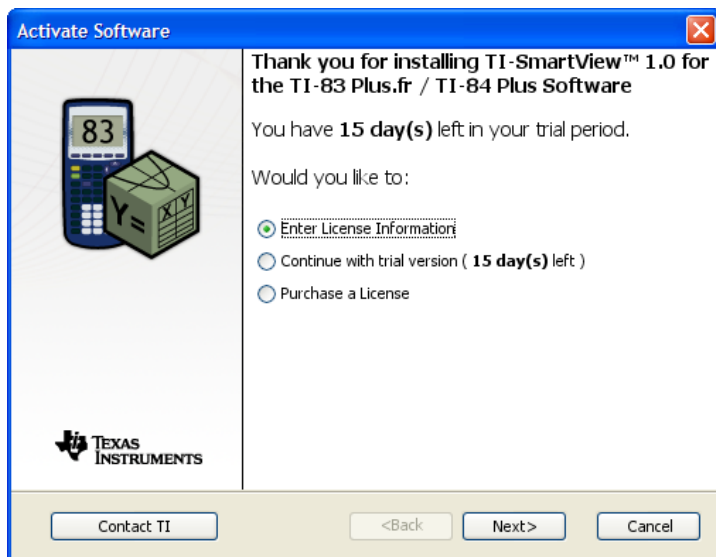 Activate Software
Thank you for installing TI-SmartView™ 1.0 for
the TI-83 Plus.fr / TI-84 Plus Software
You have 15 day(s) left in your trial period.
Would you like to:
Enter License Information
Continue with trial version ( 15 day(s) left )
Purchase a License
83
Y=
X Y
TEXAS
INSTRUMENTS
Contact TI
<Back
Next>
Cancel